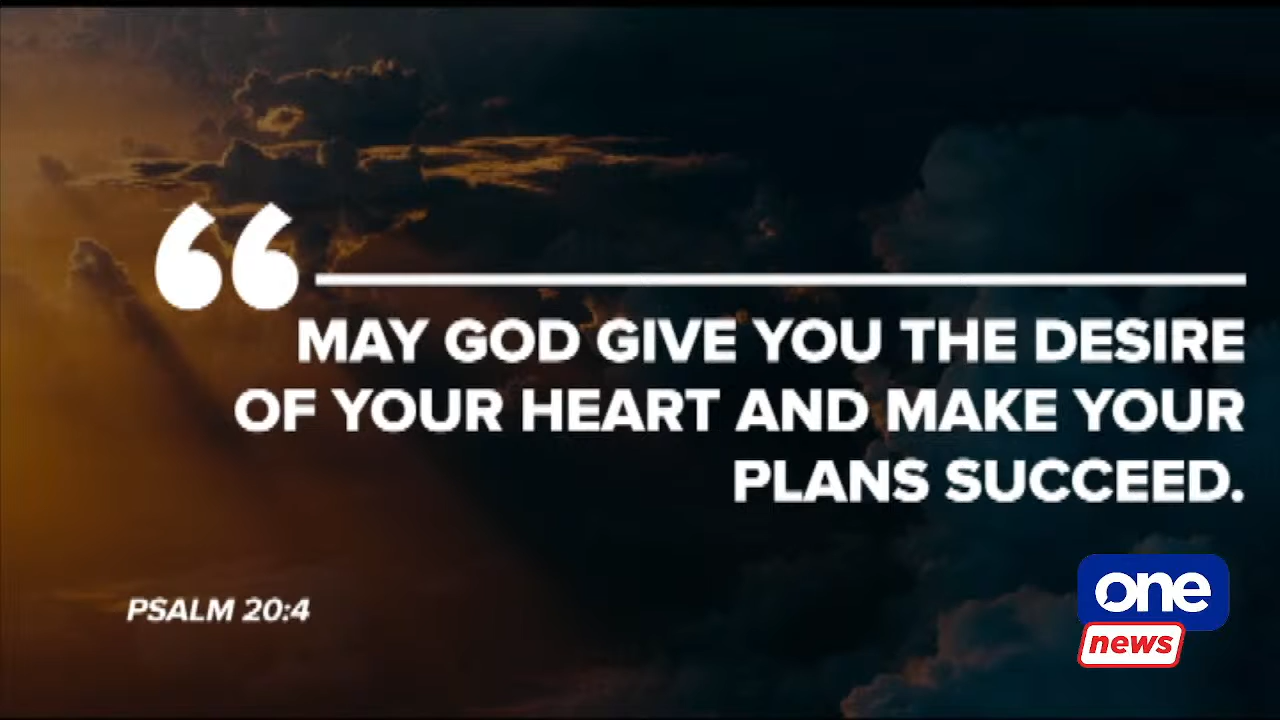 “
MAY GOD GIVE YOU THE DESIRE
OF YOUR HEART AND MAKE YOUR
PLANS SUCCEED.
PSALM 20:4
one
news